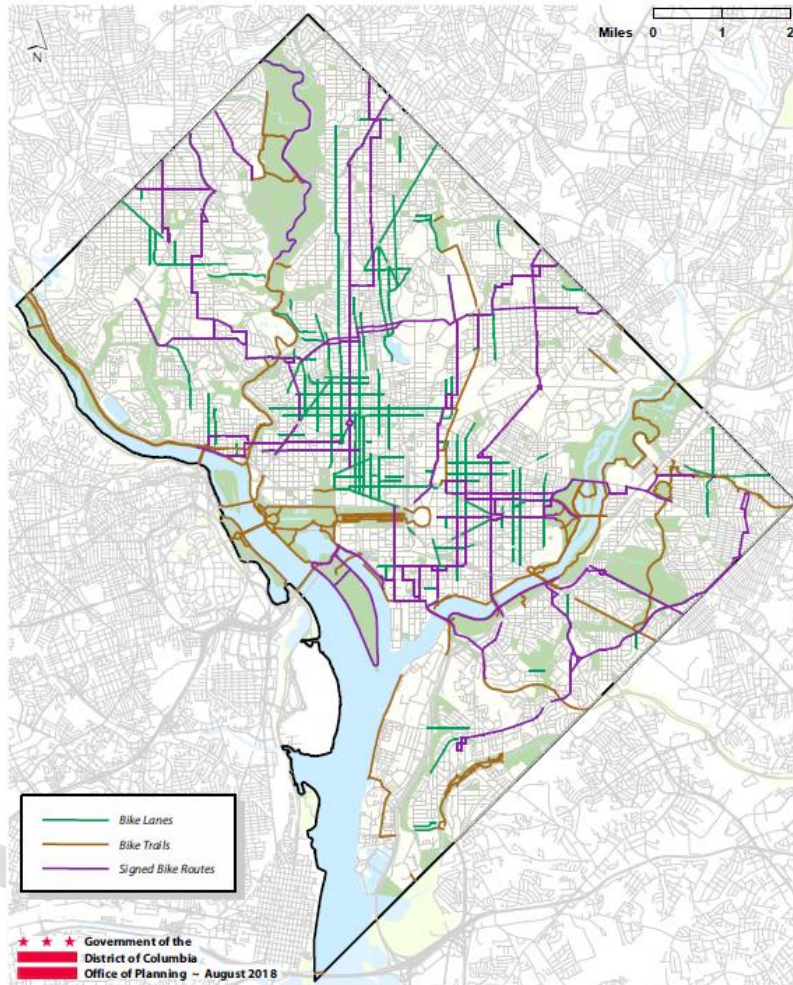 Miles 0 1 2
N
Bike Lanes
Bike Trails
Signed Bike Routes
Government of the
District of Columbia
Office of Planning ~ August 2018